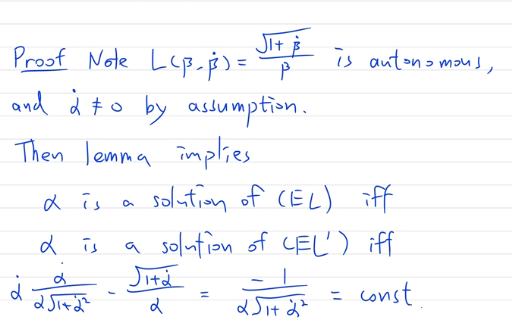 Proof Note L(β, β̇) = √(1+β̇) / β is autonomous,
and α̇ ≠ 0 by assumption.
Then lemma implies
α is a solution of (EL) iff
α is a solution of (EL') iff
α̇ α̇ / (α√(1+α̇²)) - √(1+α̇) / α = -1 / (α√(1+α̇²)) = const.